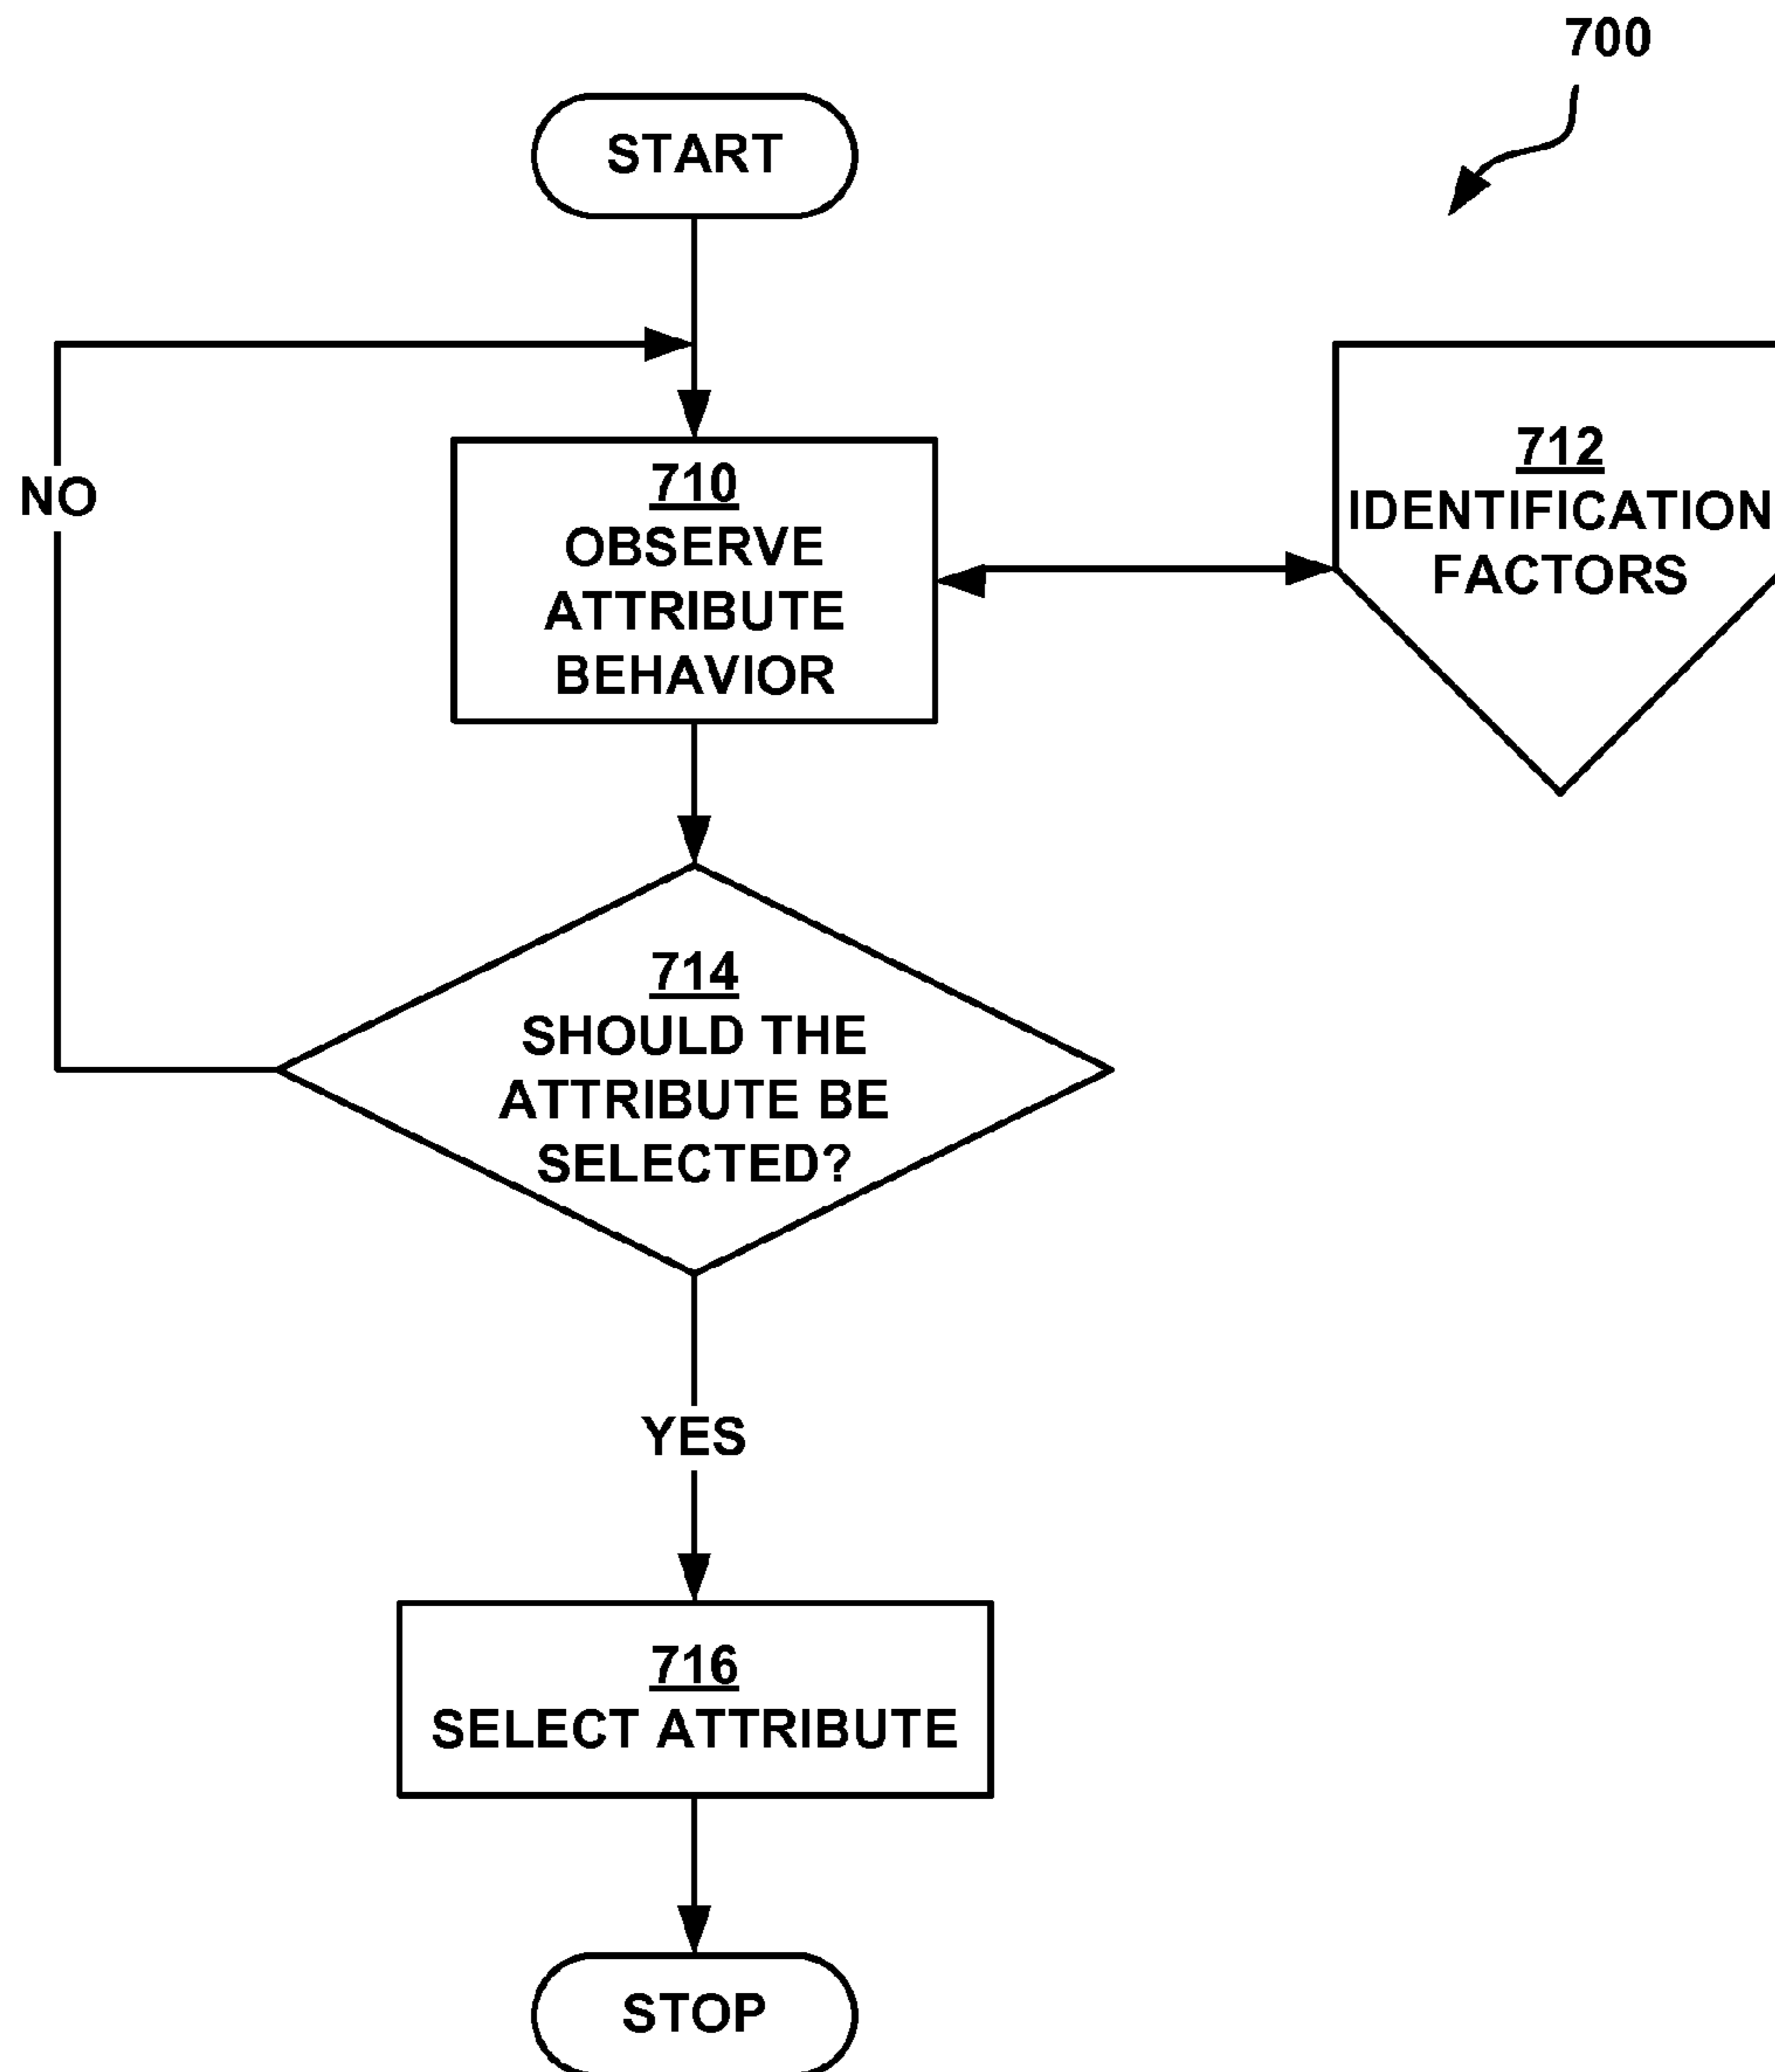 700
START
NO
710
OBSERVE
ATTRIBUTE
BEHAVIOR
712
IDENTIFICATION
FACTORS
714
SHOULD THE
ATTRIBUTE BE
SELECTED?
YES
716
SELECT ATTRIBUTE
STOP